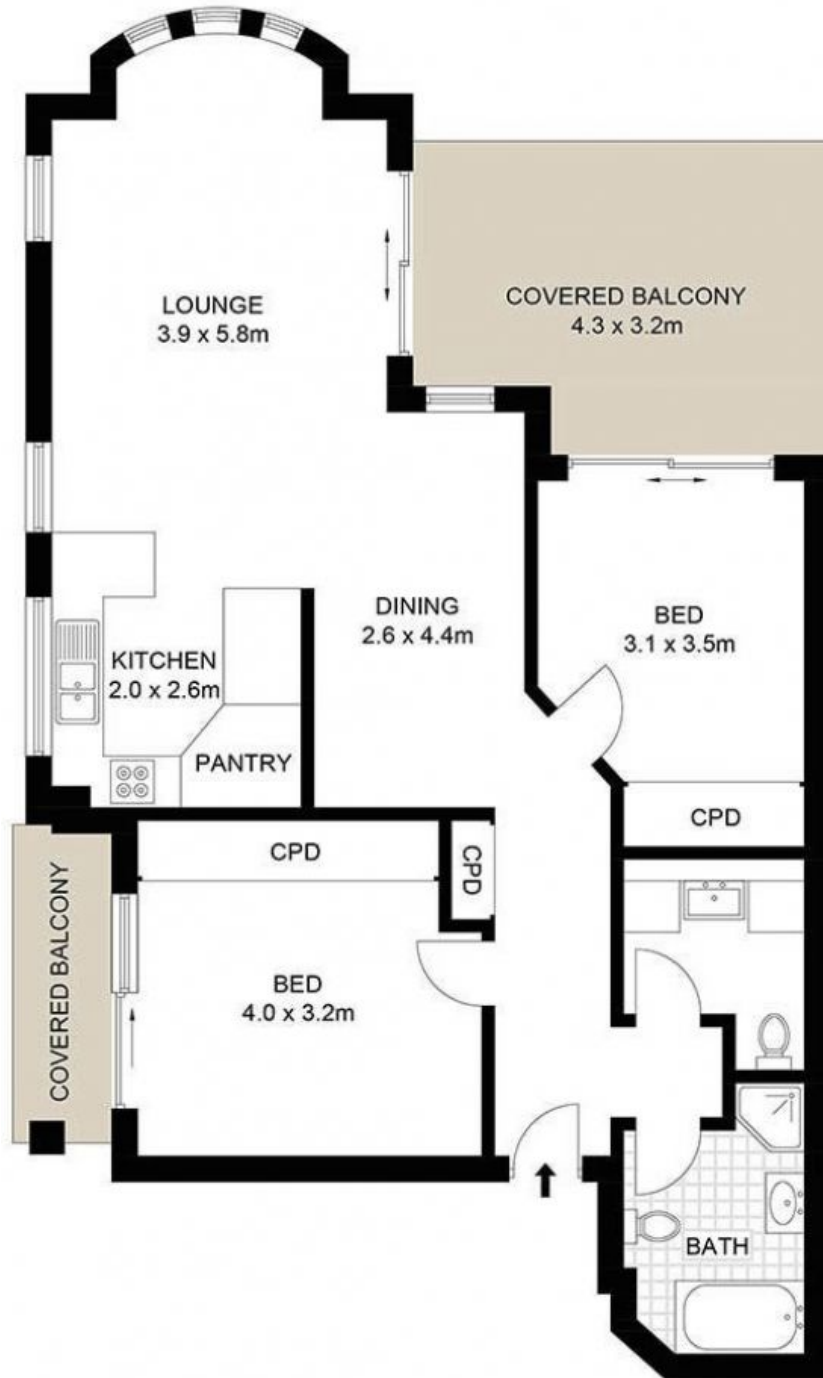 LOUNGE
3.9 x 5.8m
COVERED BALCONY
4.3 x 3.2m
DINING
2.6 x 4.4m
BED
3.1 x 3.5m
KITCHEN
2.0 x 2.6m
PANTRY
CPD
CPD
CPD
COVERED BALCONY
BED
4.0 x 3.2m
BATH